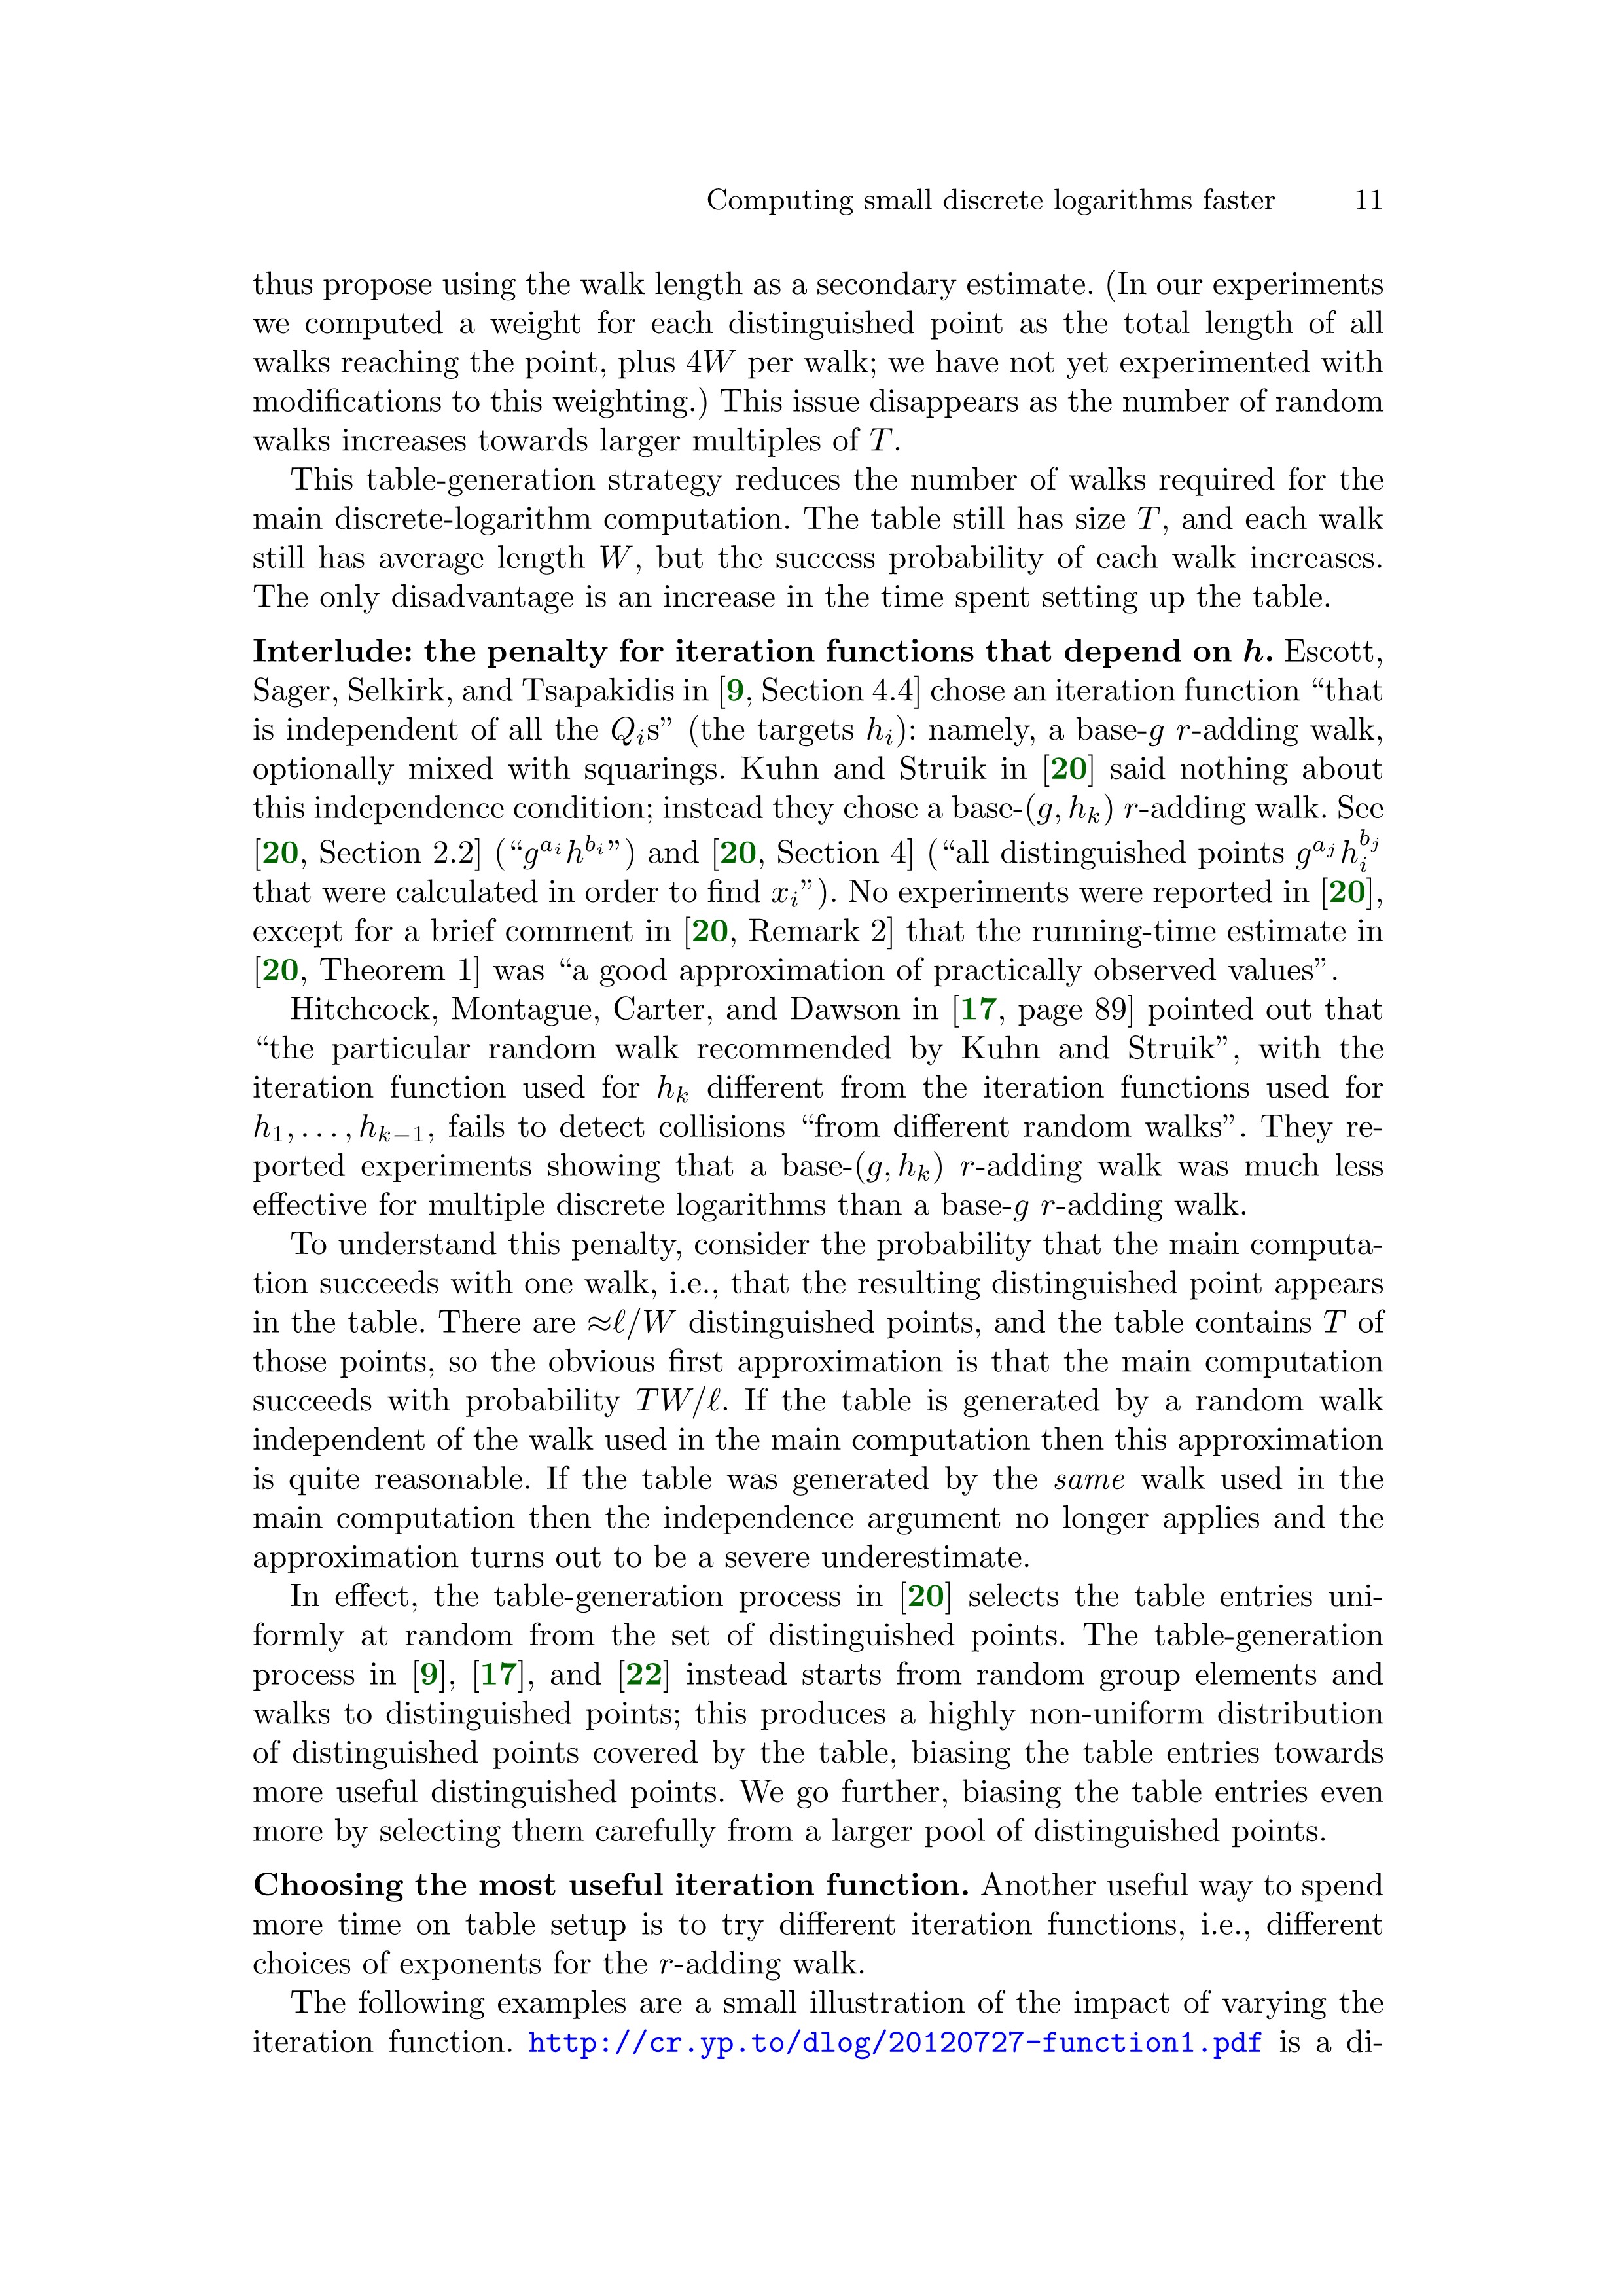 Computing small discrete logarithms faster 11
thus propose using the walk length as a secondary estimate. (In our experiments
we computed a weight for each distinguished point as the total length of all
walks reaching the point, plus 4W per walk; we have not yet experimented with
modifications to this weighting.) This issue disappears as the number of random
walks increases towards larger multiples of T.
This table-generation strategy reduces the number of walks required for the
main discrete-logarithm computation. The table still has size T, and each walk
still has average length W, but the success probability of each walk increases.
The only disadvantage is an increase in the time spent setting up the table.
Interlude: the penalty for iteration functions that depend on h. Escott,
Sager, Selkirk, and Tsapakidis in [9, Section 4.4] chose an iteration function “that
is independent of all the Q_i s” (the targets h_i): namely, a base-g r-adding walk,
optionally mixed with squarings. Kuhn and Struik in [20] said nothing about
this independence condition; instead they chose a base-(g, h_k) r-adding walk. See
[20, Section 2.2] (“g^{a_i} h^{b_i}”) and [20, Section 4] (“all distinguished points g^{a_j} h_i^{b_j}
that were calculated in order to find x_i”). No experiments were reported in [20],
except for a brief comment in [20, Remark 2] that the running-time estimate in
[20, Theorem 1] was “a good approximation of practically observed values”.
Hitchcock, Montague, Carter, and Dawson in [17, page 89] pointed out that
“the particular random walk recommended by Kuhn and Struik”, with the
iteration function used for h_k different from the iteration functions used for
h_1, . . . , h_{k−1}, fails to detect collisions “from different random walks”. They re-
ported experiments showing that a base-(g, h_k) r-adding walk was much less
effective for multiple discrete logarithms than a base-g r-adding walk.
To understand this penalty, consider the probability that the main computa-
tion succeeds with one walk, i.e., that the resulting distinguished point appears
in the table. There are ≈ℓ/W distinguished points, and the table contains T of
those points, so the obvious first approximation is that the main computation
succeeds with probability TW/ℓ. If the table is generated by a random walk
independent of the walk used in the main computation then this approximation
is quite reasonable. If the table was generated by the same walk used in the
main computation then the independence argument no longer applies and the
approximation turns out to be a severe underestimate.
In effect, the table-generation process in [20] selects the table entries uni-
formly at random from the set of distinguished points. The table-generation
process in [9], [17], and [22] instead starts from random group elements and
walks to distinguished points; this produces a highly non-uniform distribution
of distinguished points covered by the table, biasing the table entries towards
more useful distinguished points. We go further, biasing the table entries even
more by selecting them carefully from a larger pool of distinguished points.
Choosing the most useful iteration function. Another useful way to spend
more time on table setup is to try different iteration functions, i.e., different
choices of exponents for the r-adding walk.
The following examples are a small illustration of the impact of varying the
iteration function. http://cr.yp.to/dlog/20120727-function1.pdf is a di-